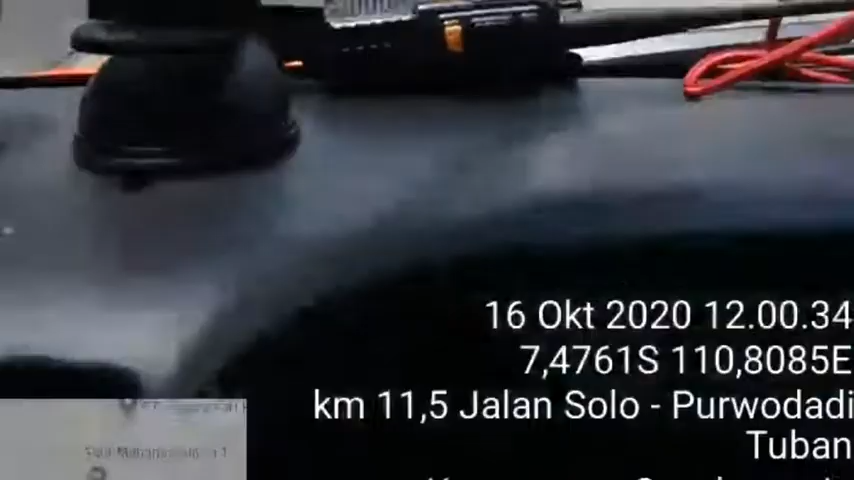 16 Okt 2020 12.00.34
7,4761S 110,8085E
km 11,5 Jalan Solo - Purwodadi
Tuban